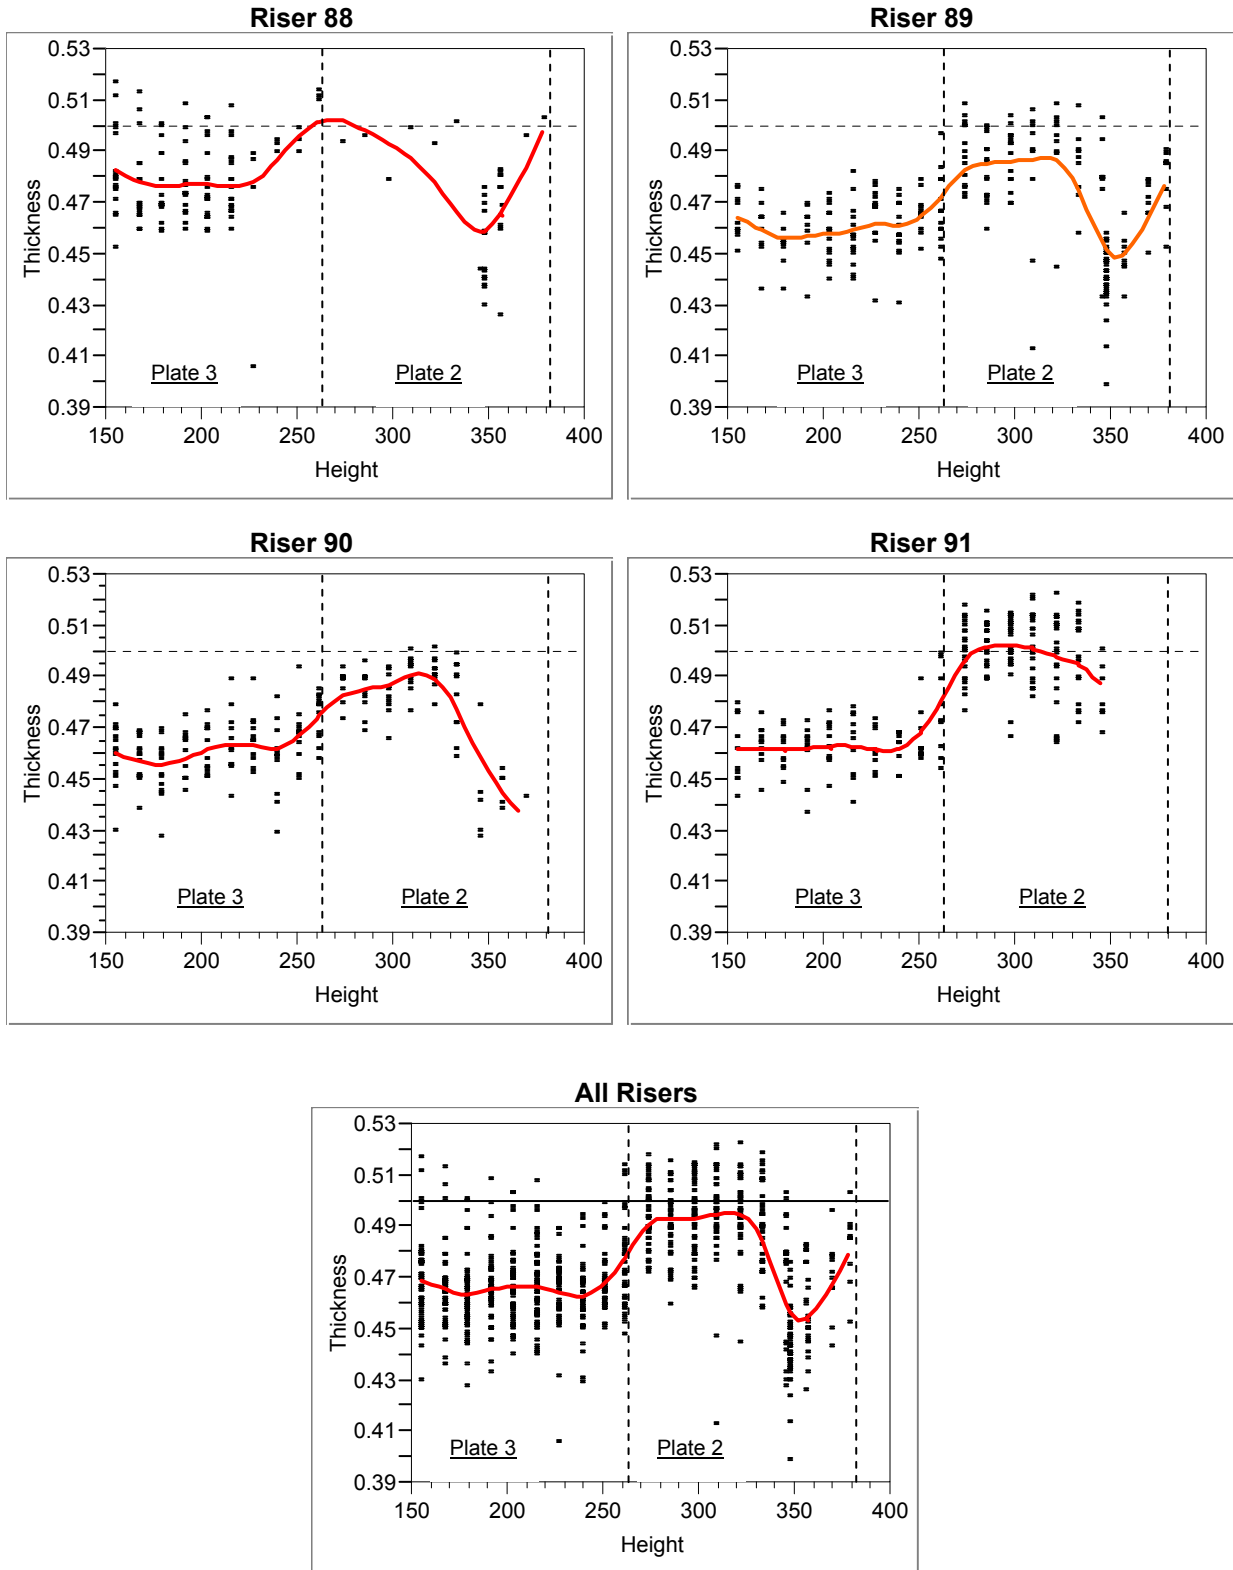 Riser 88
0.53
0.51
0.49
0.47
0.45
0.43
0.41
0.39
Thickness
Plate 3
Plate 2
150 200 250 300 350 400
Height
Riser 89
0.53
0.51
0.49
0.47
0.45
0.43
0.41
0.39
Thickness
Plate 3
Plate 2
150 200 250 300 350 400
Height
Riser 90
0.53
0.51
0.49
0.47
0.45
0.43
0.41
0.39
Thickness
Plate 3
Plate 2
150 200 250 300 350 400
Height
Riser 91
0.53
0.51
0.49
0.47
0.45
0.43
0.41
0.39
Thickness
Plate 3
Plate 2
150 200 250 300 350 400
Height
All Risers
0.53
0.51
0.49
0.47
0.45
0.43
0.41
0.39
Thickness
Plate 3
Plate 2
150 200 250 300 350 400
Height